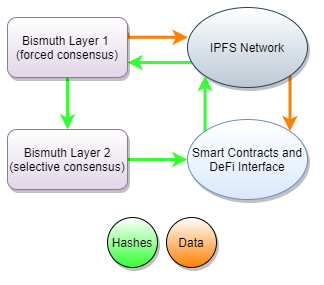 Bismuth Layer 1
(forced consensus)
IPFS Network
Bismuth Layer 2
(selective consensus)
Smart Contracts and
DeFi Interface
Hashes
Data